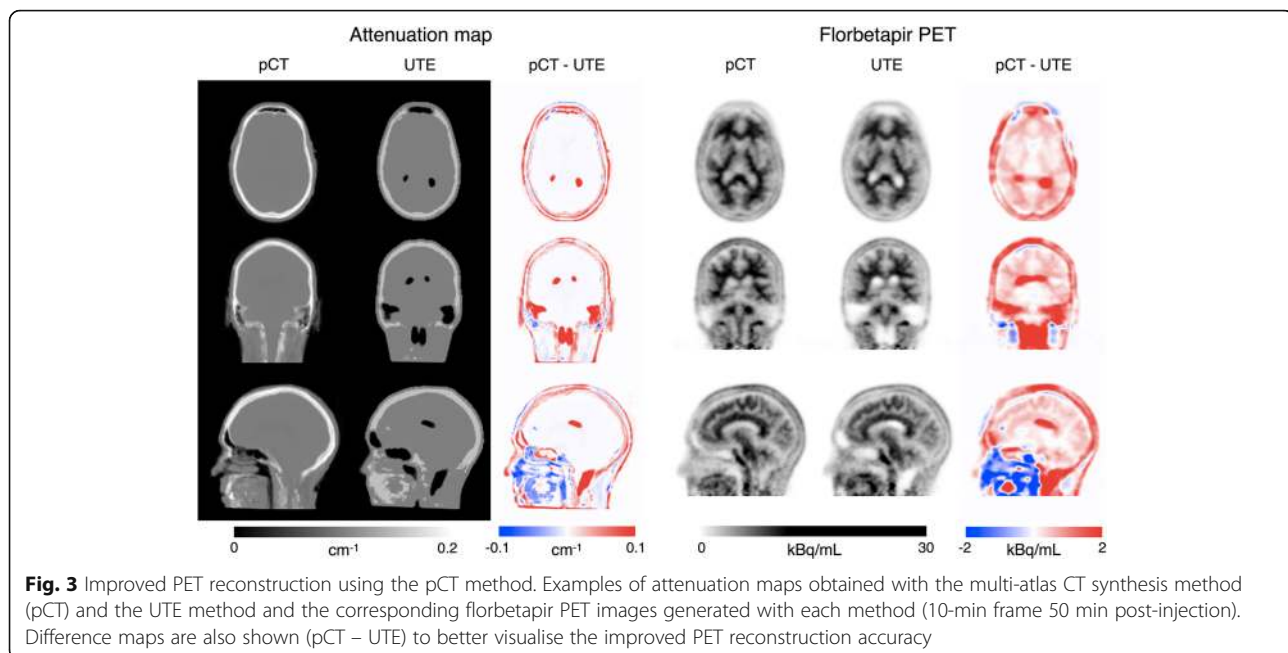 Attenuation map
Florbetapir PET
pCT
UTE
pCT - UTE
pCT
UTE
pCT - UTE
0
cm-1
0.2
-0.1
cm-1
0.1
0
kBq/mL
30
-2
kBq/mL
2
Fig. 3 Improved PET reconstruction using the pCT method. Examples of attenuation maps obtained with the multi-atlas CT synthesis method
(pCT) and the UTE method and the corresponding florbetapir PET images generated with each method (10-min frame 50 min post-injection).
Difference maps are also shown (pCT – UTE) to better visualise the improved PET reconstruction accuracy